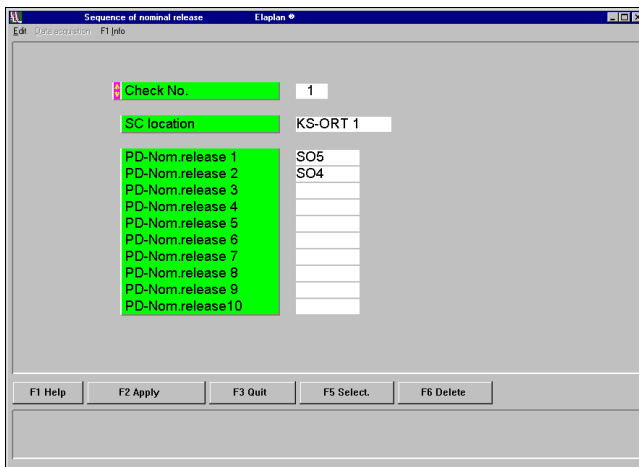 Sequence of nominal release Elaplan ®
Edit Data acquisition F1 Info
Check No. 1
SC location KS-ORT 1
PD-Nom.release 1 SO5
PD-Nom.release 2 SO4
PD-Nom.release 3
PD-Nom.release 4
PD-Nom.release 5
PD-Nom.release 6
PD-Nom.release 7
PD-Nom.release 8
PD-Nom.release 9
PD-Nom.release10
F1 Help F2 Apply F3 Quit F5 Select. F6 Delete